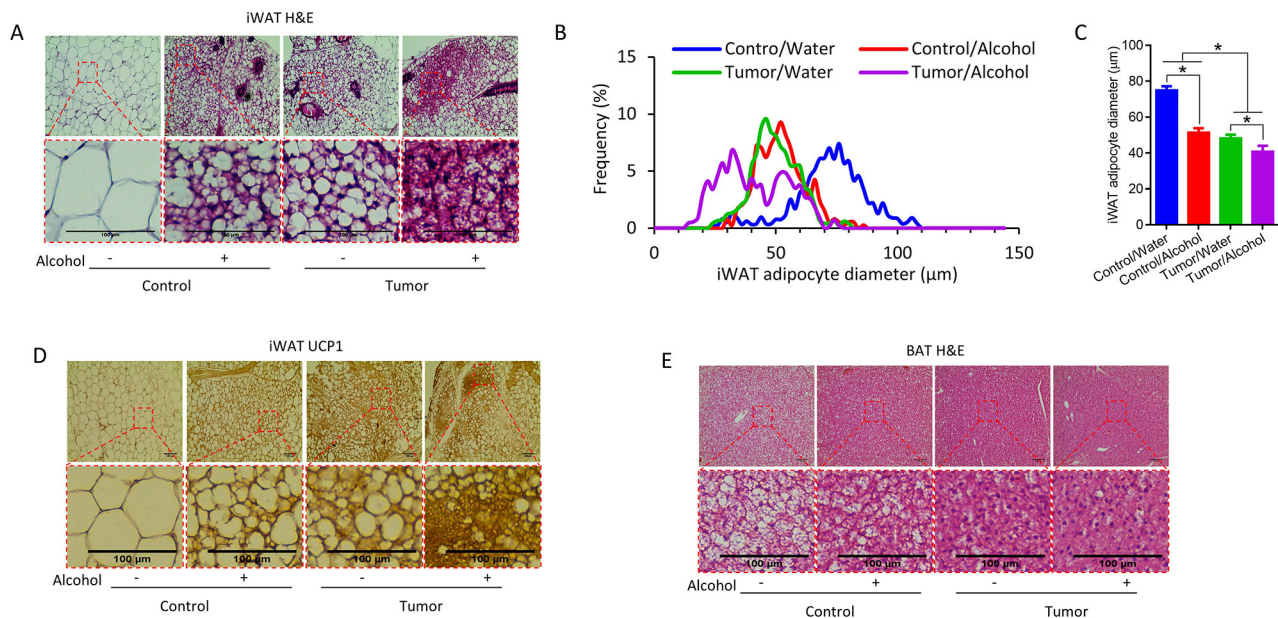 A
iWAT H&E
100 µm
Alcohol - + - +
Control Tumor
B
Contro/Water Control/Alcohol
Tumor/Water Tumor/Alcohol
Frequency (%)
15
10
5
0
0 50 100 150
iWAT adipocyte diameter (µm)
C
iWAT adipocyte diameter (µm)
100
80
60
40
20
0
* * *
Control/Water
Control/Alcohol
Tumor/Water
Tumor/Alcohol
D
iWAT UCP1
100 µm 100 µm 100 µm 100 µm
Alcohol - + - +
Control Tumor
E
BAT H&E
100 µm 100 µm 100 µm 100 µm
Alcohol - + - +
Control Tumor